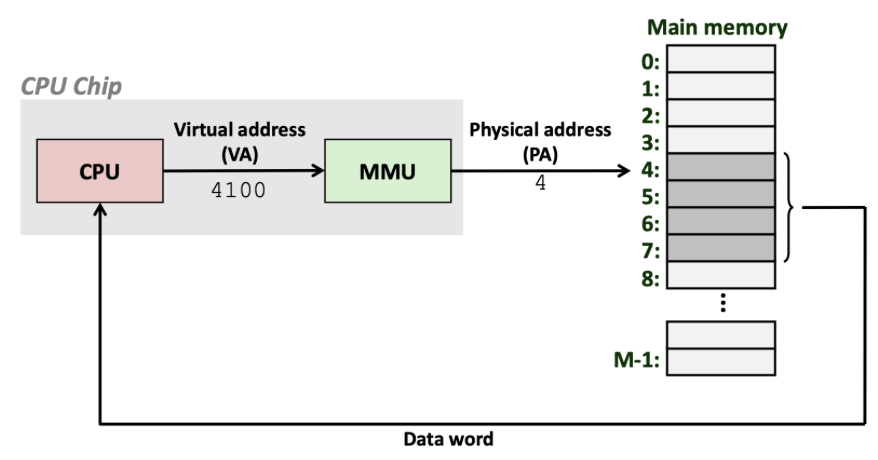 Main memory
0:
CPU Chip
1:
2:
Virtual address
(VA)
Physical address
(PA)
3:
CPU
MMU
4:
4100
4
5:
6:
7:
8:
⋮
M-1:
Data word